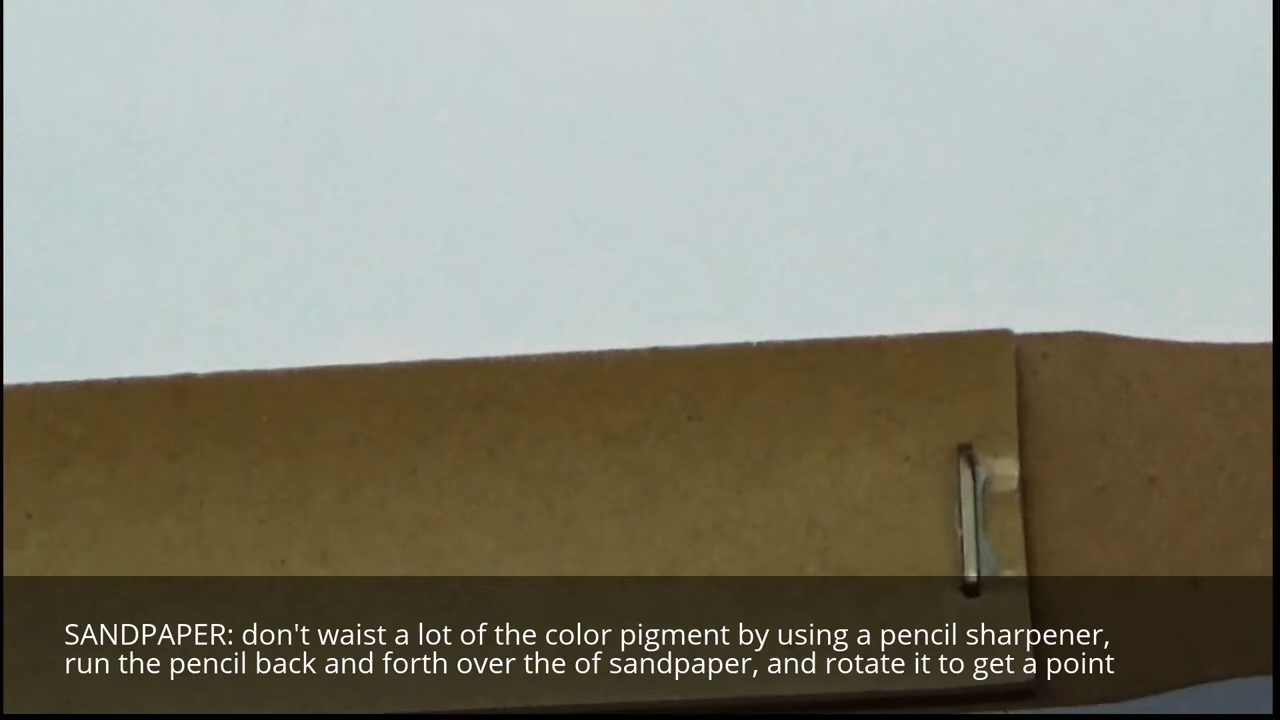 SANDPAPER: don't waist a lot of the color pigment by using a pencil sharpener,
run the pencil back and forth over the of sandpaper, and rotate it to get a point